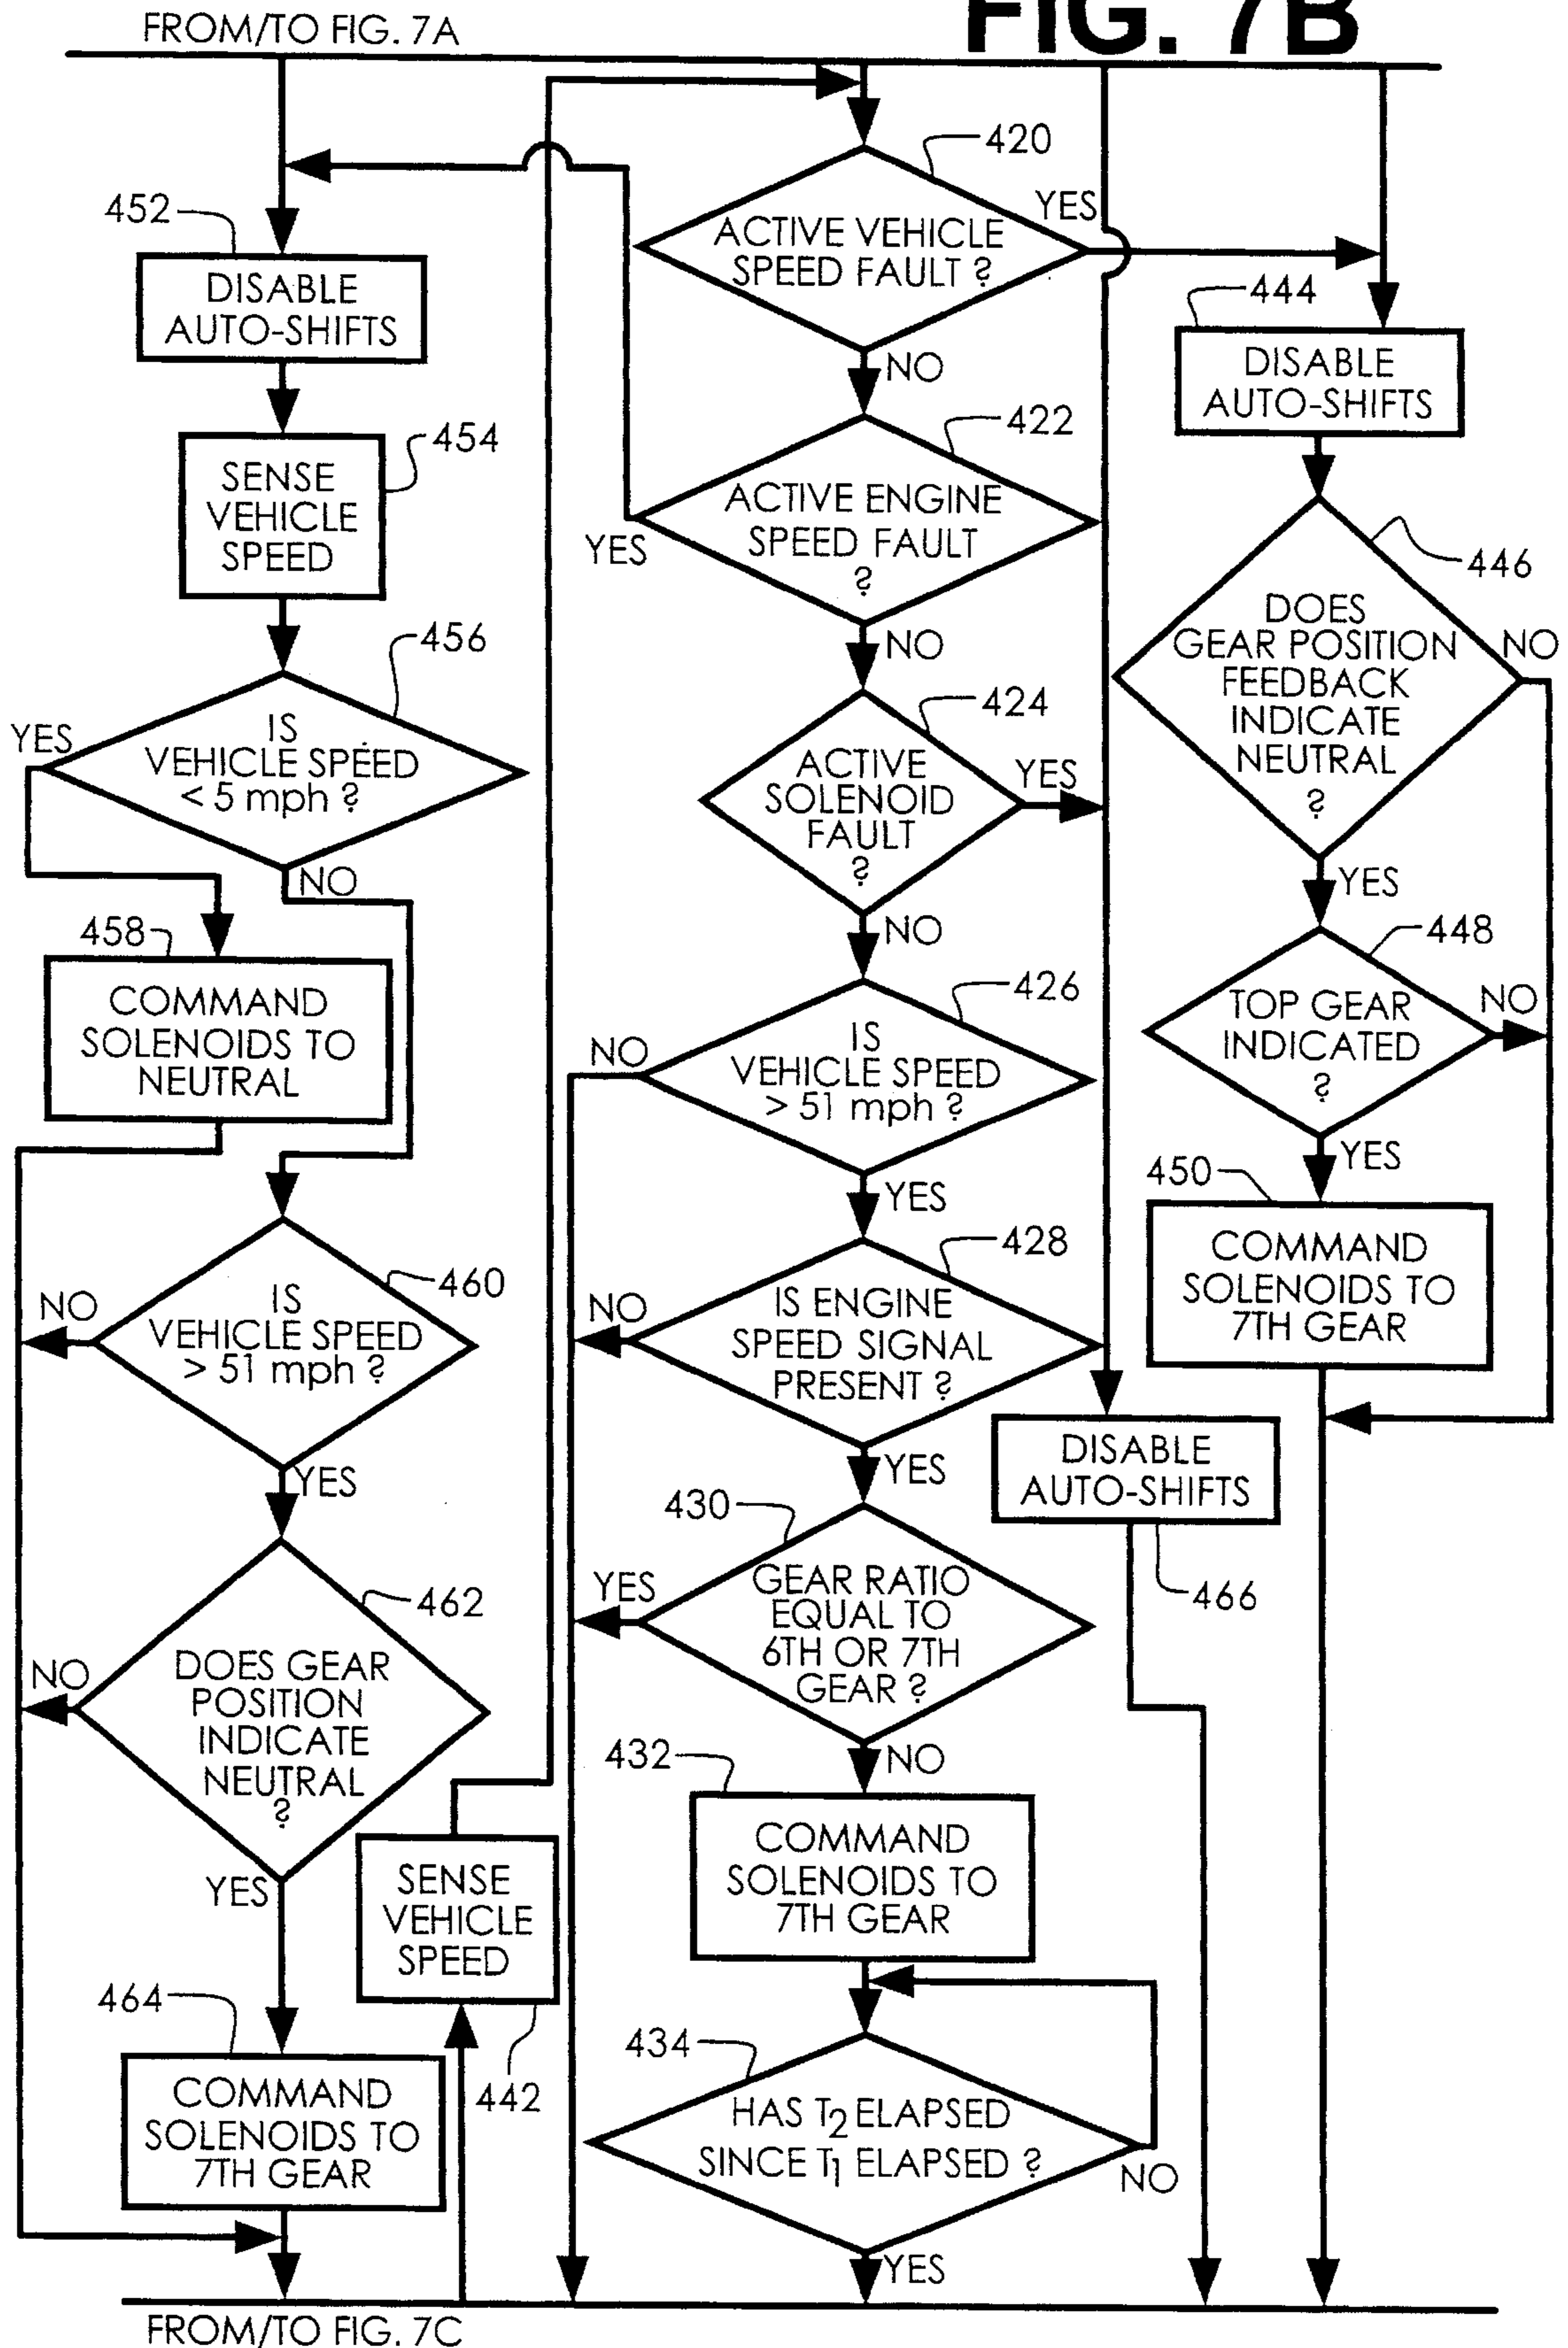 FROM/TO FIG. 7A
FIG. 7B
420
YES
ACTIVE VEHICLE
SPEED FAULT ?
NO
452
DISABLE
AUTO-SHIFTS
444
DISABLE
AUTO-SHIFTS
454
SENSE
VEHICLE
SPEED
422
ACTIVE ENGINE
SPEED FAULT
?
YES
NO
446
DOES
GEAR POSITION
FEEDBACK
INDICATE
NEUTRAL
?
NO
YES
456
IS
VEHICLE SPEED
< 5 mph ?
YES
NO
424
ACTIVE
SOLENOID
FAULT
?
YES
NO
448
TOP GEAR
INDICATED
?
NO
YES
458
COMMAND
SOLENOIDS TO
NEUTRAL
426
IS
VEHICLE SPEED
> 51 mph ?
NO
YES
450
COMMAND
SOLENOIDS TO
7TH GEAR
460
IS
VEHICLE SPEED
> 51 mph ?
NO
YES
428
IS ENGINE
SPEED SIGNAL
PRESENT ?
NO
YES
DISABLE
AUTO-SHIFTS
466
430
GEAR RATIO
EQUAL TO
6TH OR 7TH
GEAR ?
YES
NO
462
DOES GEAR
POSITION
INDICATE
NEUTRAL
?
NO
YES
432
COMMAND
SOLENOIDS TO
7TH GEAR
SENSE
VEHICLE
SPEED
442
464
COMMAND
SOLENOIDS TO
7TH GEAR
434
HAS T2 ELAPSED
SINCE T1 ELAPSED ?
NO
YES
FROM/TO FIG. 7C